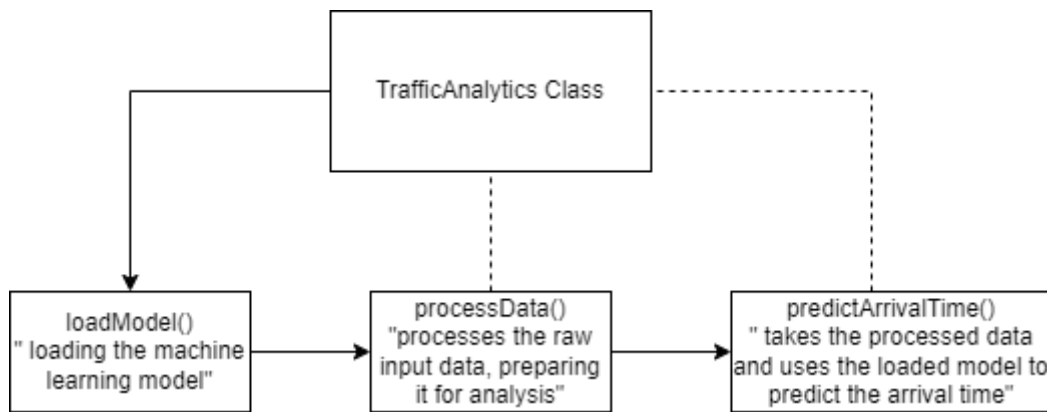 TrafficAnalytics Class
loadModel()
" loading the machine
learning model"
processData()
"processes the raw
input data, preparing
it for analysis"
predictArrivalTime()
" takes the processed data
and uses the loaded model to
predict the arrival time"